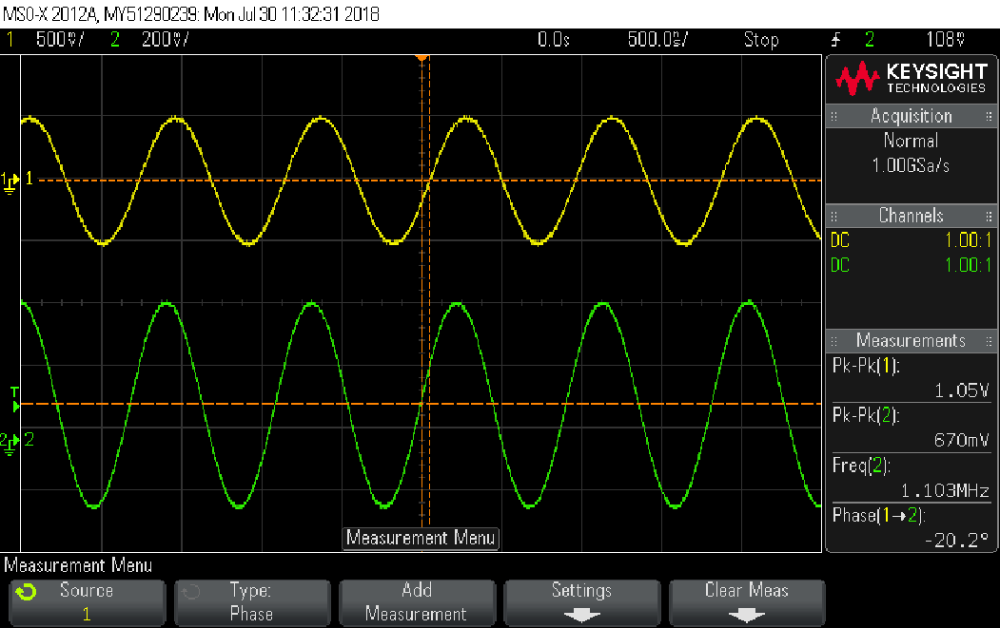 MSO-X 2012A, MY51290239: Mon Jul 30 11:32:31 2018
1 500mV/ 2 200mV/ 0.0s 500.0ns/ Stop 2 108mV
KEYSIGHT
TECHNOLOGIES
Acquisition
Normal
1.00GSa/s
Channels
DC 1.00:1
DC 1.00:1
Measurements
Pk-Pk(1):
1.05V
Pk-Pk(2):
670mV
Freq(2):
1.103MHz
Phase(1→2):
-20.2°
1 1
T
2 2
Measurement Menu
Measurement Menu
Source
1
Type:
Phase
Add
Measurement
Settings
Clear Meas